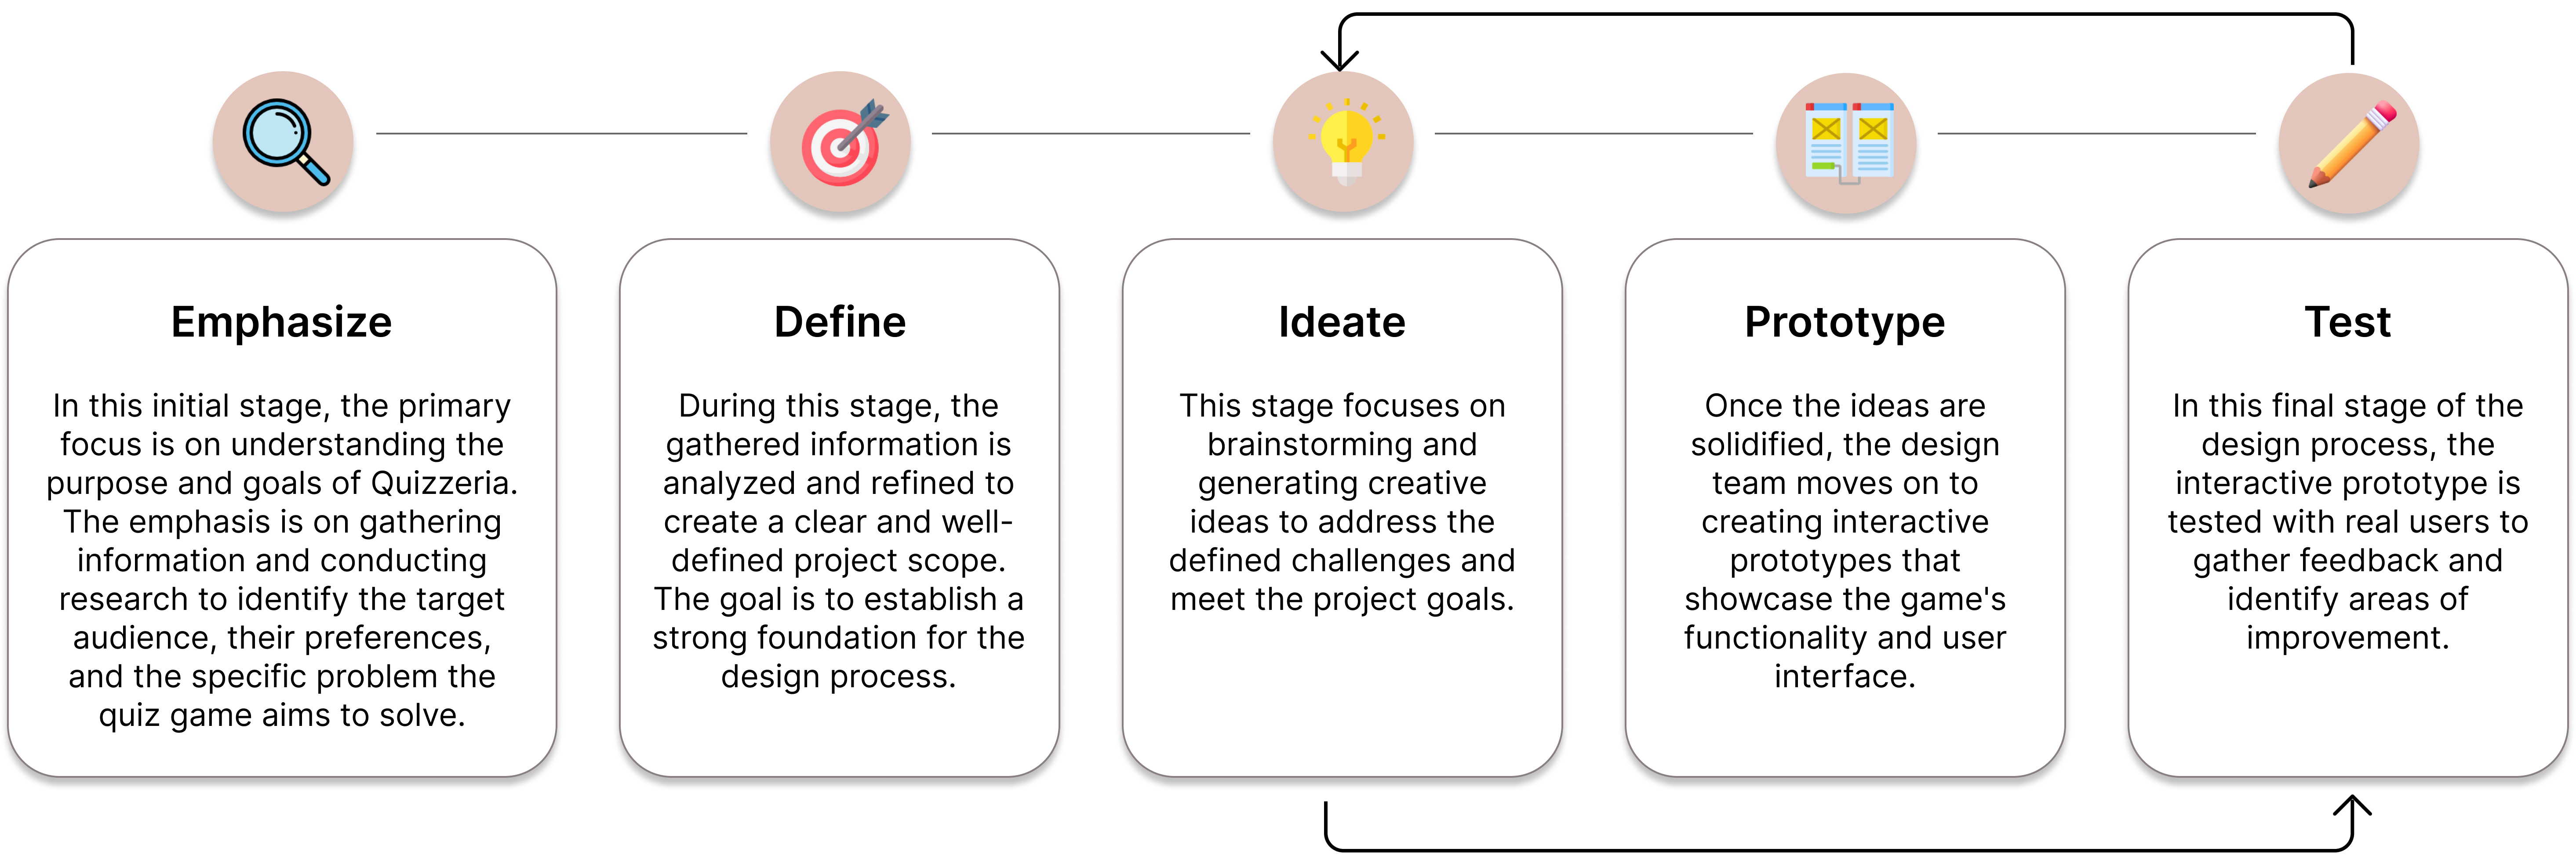 Emphasize
In this initial stage, the primary
focus is on understanding the
purpose and goals of Quizzeria.
The emphasis is on gathering
information and conducting
research to identify the target
audience, their preferences,
and the specific problem the
quiz game aims to solve.
Define
During this stage, the
gathered information is
analyzed and refined to
create a clear and well-
defined project scope.
The goal is to establish a
strong foundation for the
design process.
Ideate
This stage focuses on
brainstorming and
generating creative
ideas to address the
defined challenges and
meet the project goals.
Prototype
Once the ideas are
solidified, the design
team moves on to
creating interactive
prototypes that
showcase the game's
functionality and user
interface.
Test
In this final stage of the
design process, the
interactive prototype is
tested with real users to
gather feedback and
identify areas of
improvement.